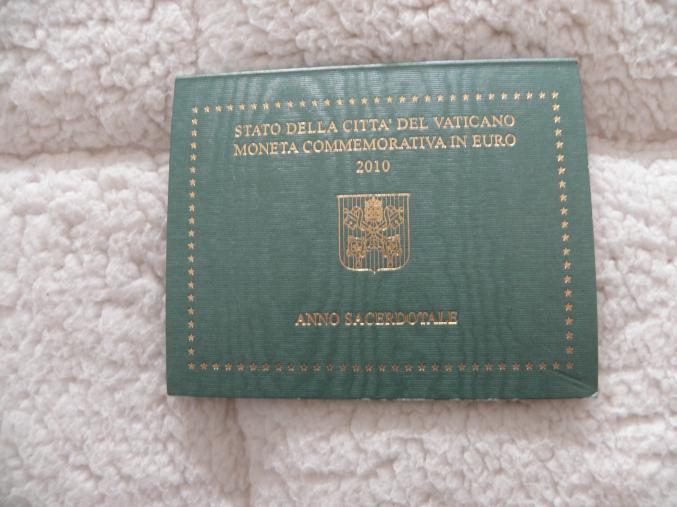 STATO DELLA CITTA' DEL VATICANO
MONETA COMMEMORATIVA IN EURO
2010
ANNO SACERDOTALE